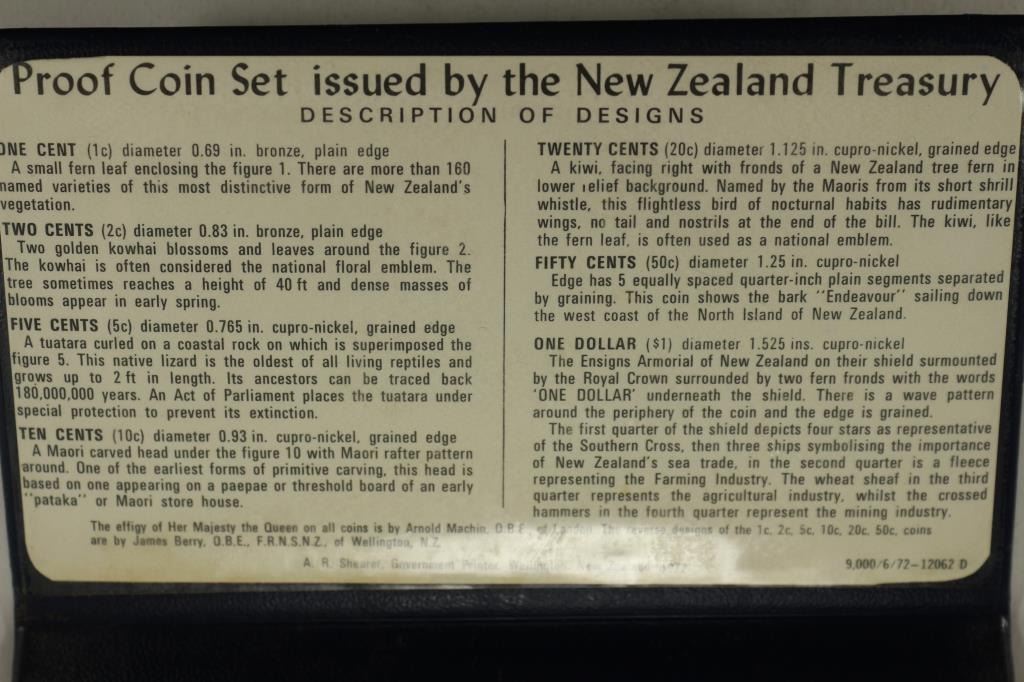 Proof Coin Set issued by the New Zealand Treasury
DESCRIPTION OF DESIGNS
ONE CENT (1c) diameter 0.69 in. bronze, plain edge
A small fern leaf enclosing the figure 1. There are more than 160
named varieties of this most distinctive form of New Zealand's
vegetation.
TWO CENTS (2c) diameter 0.83 in. bronze, plain edge
Two golden kowhai blossoms and leaves around the figure 2.
The kowhai is often considered the national floral emblem. The
tree sometimes reaches a height of 40 ft and dense masses of
blooms appear in early spring.
FIVE CENTS (5c) diameter 0.765 in. cupro-nickel, grained edge
A tuatara curled on a coastal rock on which is superimposed the
figure 5. This native lizard is the oldest of all living reptiles and
grows up to 2 ft in length. Its ancestors can be traced back
180,000,000 years. An Act of Parliament places the tuatara under
special protection to prevent its extinction.
TEN CENTS (10c) diameter 0.93 in. cupro-nickel, grained edge
A Maori carved head under the figure 10 with Maori rafter pattern
around. One of the earliest forms of primitive carving, this head is
based on one appearing on a paepae or threshold board of an early
"pataka" or Maori store house.
TWENTY CENTS (20c) diameter 1.125 in. cupro-nickel, grained edge
A kiwi, facing right with fronds of a New Zealand tree fern in
lower relief background. Named by the Maoris from its short shrill
whistle, this flightless bird of nocturnal habits has rudimentary
wings, no tail and nostrils at the end of the bill. The kiwi, like
the fern leaf, is often used as a national emblem.
FIFTY CENTS (50c) diameter 1.25 in. cupro-nickel
Edge has 5 equally spaced quarter-inch plain segments separated
by graining. This coin shows the bark "Endeavour" sailing down
the west coast of the North Island of New Zealand.
ONE DOLLAR ($1) diameter 1.525 ins. cupro-nickel
The Ensigns Armorial of New Zealand on their shield surmounted
by the Royal Crown surrounded by two fern fronds with the words
'ONE DOLLAR' underneath the shield. There is a wave pattern
around the periphery of the coin and the edge is grained.
The first quarter of the shield depicts four stars as representative
of the Southern Cross, then three ships symbolising the importance
of New Zealand's sea trade, in the second quarter is a fleece
representing the Farming Industry. The wheat sheaf in the third
quarter represents the agricultural industry, whilst the crossed
hammers in the fourth quarter represent the mining industry.
The effigy of Her Majesty the Queen on all coins is by Arnold Machin, O.B.E. of London. The reverse designs of the 1c, 2c, 5c, 10c, 20c, 50c, coins
are by James Berry, O.B.E., F.R.N.S.N.Z., of Wellington, N.Z.
A. R. Shearer, Government Printer, Wellington, New Zealand—1972
9,000/6/72—12062 D